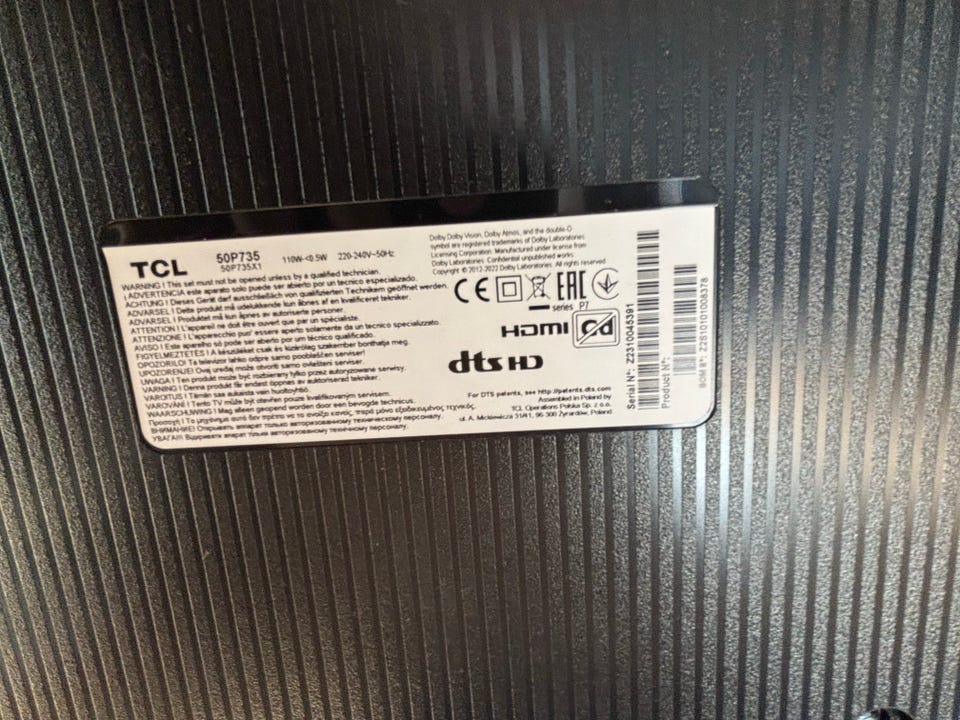 TCL 50P735 110W<0.5W 220-240V~50Hz
50P735X1
WARNING! This set must not be opened unless by a qualified technician.
¡ADVERTENCIA este aparato solo puede ser abierto por un tecnico especializado.
ACHTUNG! Dieses Gerät darf ausschließlich von qualifizierten Technikern geöffnet werden.
ADVARSEL! Dette produkt må udelukkende kun åbnes af en kvalificeret tekniker.
ADVARSEL! Produktet må kun åpnes av autoriserte personer.
ATTENTION! L'appareil ne doit être ouvert que par un spécialiste.
ATTENZIONE! L'apparecchio puo' essere aperto solamente da un tecnico specializzato.
AVISO! Este aparelho só pode ser aberto por um técnico qualificado.
FIGYELMEZTETÉS! A készüléket csak és kizárólag szakember bonthatja meg.
OPOZORILO! Ta televizor lahko odpre samo pooblaščen serviser!
UPOZORENJE! Ovaj uređaj može otvoriti samo ovlašteni serviser.
UWAGA! Ten produkt może być otwierany tylko przez autoryzowane serwisy.
VARNING! Denna produkt får endast öppnas av auktoriserad tekniker.
VAROITUS! Tämän saa aukaista vain huoltoyhtiö.
VAROVÁNÍ! Tento TV může být otevřen pouze kvalifikovaným servisem.
WAARSCHUWING! Mag alleen geopend worden door een bevoegde technicus.
Προσοχή! Το μηχάνημα αυτό δεν πρέπει να το ανοίξει κανείς, παρά μόνο εξειδικευμένος τεχνικός.
ВНИМАНИЕ! Открывать аппарат только авторизованному техническому персоналу.
УВАГА!!! Відкривати апарат тільки авторизованому технічному персоналу.
Dolby Dolby Vision, Dolby Atmos, and the double-D
symbol are registered trademarks of Dolby Laboratories
Licensing Corporation. Manufactured under license from
Dolby Laboratories. Confidential unpublished works.
Copyright © 2012-2022 Dolby Laboratories. All rights reserved.
CE EAC
series P7
HDMI
dts HD
For DTS patents, see http://patents.dts.com
Assembled in Poland by
TCL Operations Polska Sp. z o.o.
ul. A. Mickiewicza 31/41, 96 300 Żyrardów, Poland
Serial Nº: Z2310045391
Product Nº:
BOM Bº: Z2S10101008378